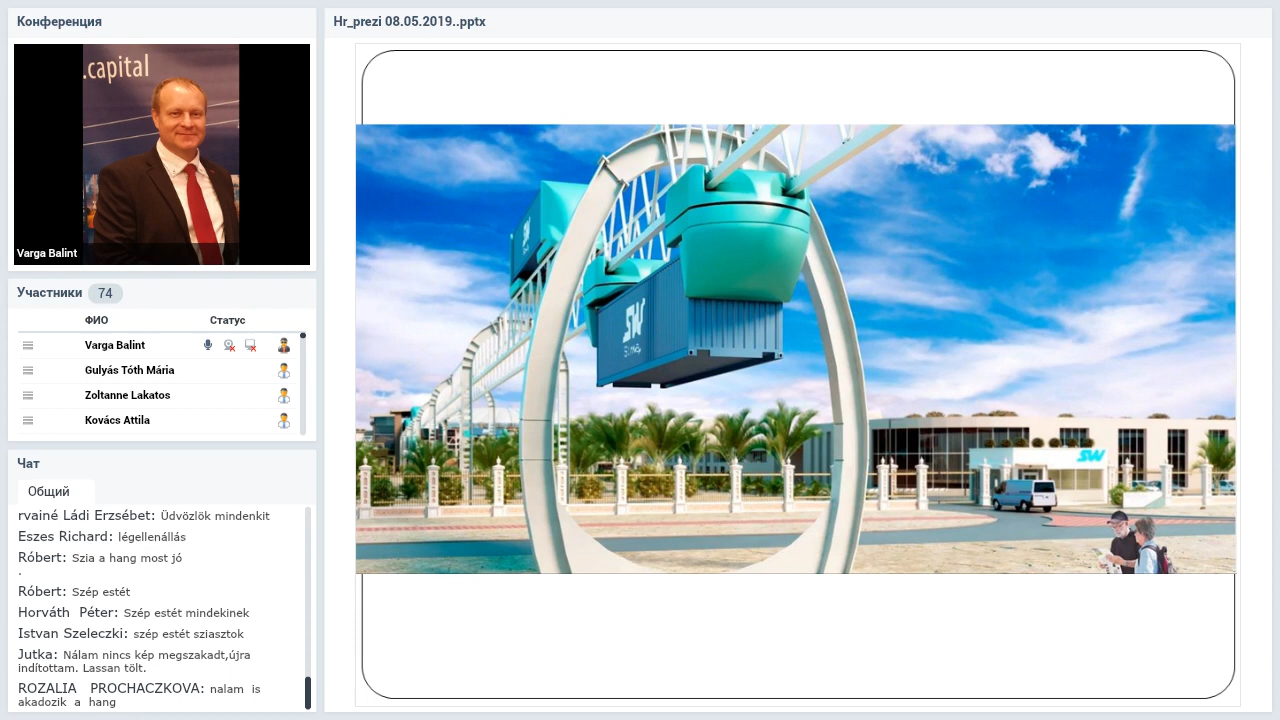 Конференция
.capital
Varga Balint
Участники 74
ФИО Статус
Varga Balint
Gulyás Tóth Mária
Zoltanne Lakatos
Kovács Attila
Чат
Общий
rvainé Ládi Erzsébet: Üdvözlök mindenkit
Eszes Richard: légellenállás
Róbert: Szia a hang most jó
.
Róbert: Szép estét
Horváth Péter: Szép estét mindekinek
Istvan Szeleczki: szép estét sziasztok
Jutka: Nálam nincs kép megszakadt,újra
indítottam. Lassan tölt.
ROZALIA PROCHACZKOVA: nalam is
akadozik a hang
Hr_prezi 08.05.2019..pptx
SW
SW